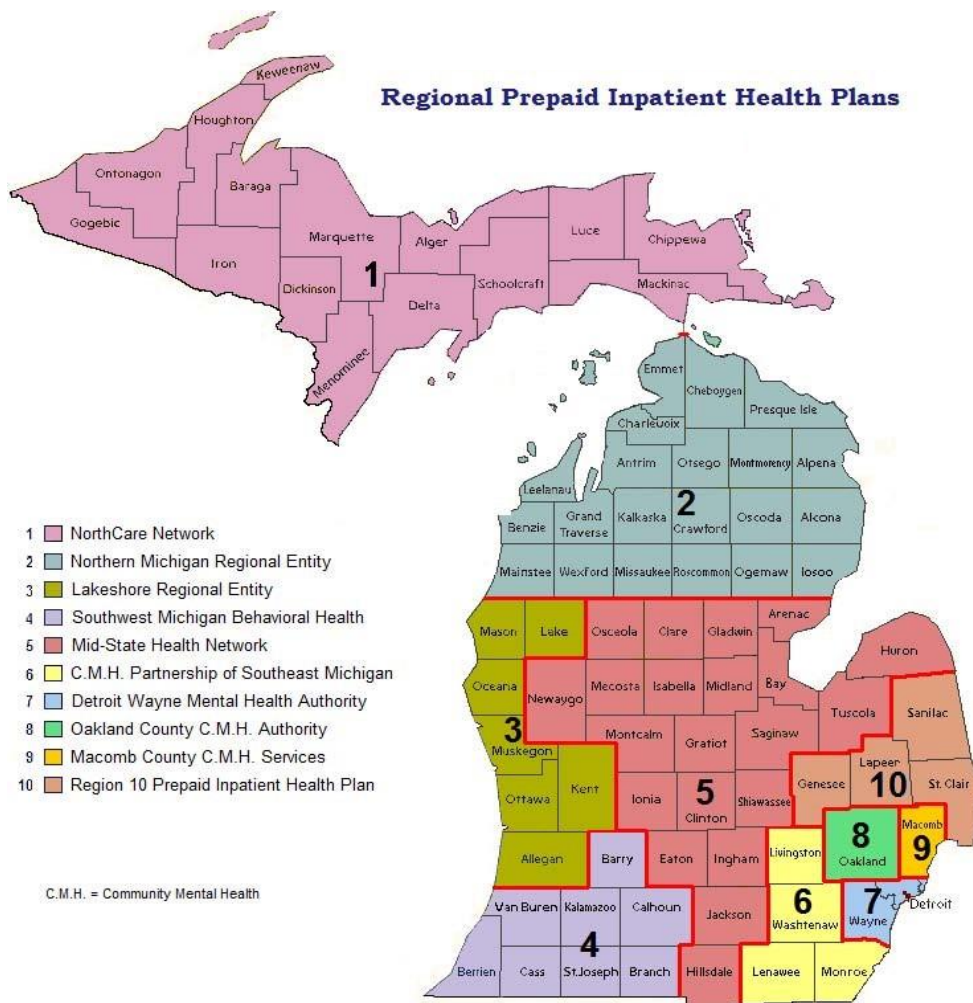 Regional Prepaid Inpatient Health Plans
Keweenaw
Houghton
Ontonagon
Baraga
Gogebic
Marquette
Alger
Luce
Chippewa
Iron
1
Dickinson
Schoolcraft
Mackinac
Delta
Menominee
Emmet
Cheboygen
Presque Isle
Charlevoix
Antrim
Otsego
Montmorency
Alpena
Leelanau
2
Benzie
Grand
Traverse
Kalkaska
Crawford
Oscoda
Alcona
Mainstee
Wexford
Missaukee
Roscommon
Ogemaw
Iosoo
1 NorthCare Network
2 Northern Michigan Regional Entity
3 Lakeshore Regional Entity
4 Southwest Michigan Behavioral Health
5 Mid-State Health Network
6 C.M.H. Partnership of Southeast Michigan
7 Detroit Wayne Mental Health Authority
8 Oakland County C.M.H. Authority
9 Macomb County C.M.H. Services
10 Region 10 Prepaid Inpatient Health Plan
C.M.H. = Community Mental Health
Mason
Lake
Osceola
Clare
Gladwin
Arenac
Huron
Oceana
Newaygo
Mecosta
Isabella
Midland
Bay
3
Muskegon
Montcalm
Gratiot
Saginaw
Tuscola
Sanilac
Ottawa
Kent
Ionia
5
Clinton
Shiawassee
Genesee
Lapeer
10
St. Clair
Allegan
Barry
Eaton
Ingham
Livingston
8
Oakland
Macomb
9
Van Buren
Kalamazoo
Calhoun
Jackson
6
Washtenaw
7
Wayne
Detroit
4
Berrien
Cass
St.Joseph
Branch
Hillsdale
Lenawee
Monroe